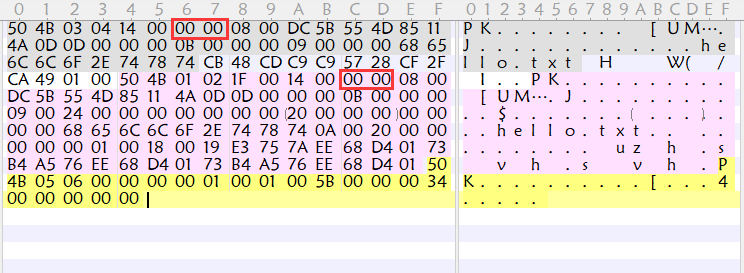 0 1 2 3 4 5 6 7 8 9 A B C D E F 0 1 2 3 4 5 6 7 8 9 A B C D E F
50 4B 03 04 14 00 00 00 08 00 DC 5B 55 4D 85 11 PK.........[UM….
4A 0D 0D 00 00 00 0B 00 00 00 09 00 00 00 68 65 J.............he
6C 6C 6F 2E 74 78 74 CB 48 CD C9 C9 57 28 CF 2F llo.txt H W( /
CA 49 01 00 50 4B 01 02 1F 00 14 00 00 00 08 00 I..PK..........
DC 5B 55 4D 85 11 4A 0D 0D 00 00 00 0B 00 00 00 [UM….J.........
09 00 24 00 00 00 00 00 00 00 20 00 00 00 00 00 ..$....... .....
00 00 68 65 6C 6C 6F 2E 74 78 74 0A 00 20 00 00 ..hello.txt.. ..
00 00 00 01 00 18 00 19 E3 75 7A EE 68 D4 01 73 ........ uz h .s
B4 A5 76 EE 68 D4 01 73 B4 A5 76 EE 68 D4 01 50 v h .s v h .P
4B 05 06 00 00 00 00 01 00 01 00 5B 00 00 00 34 K..........[...4
00 00 00 00 00 .....